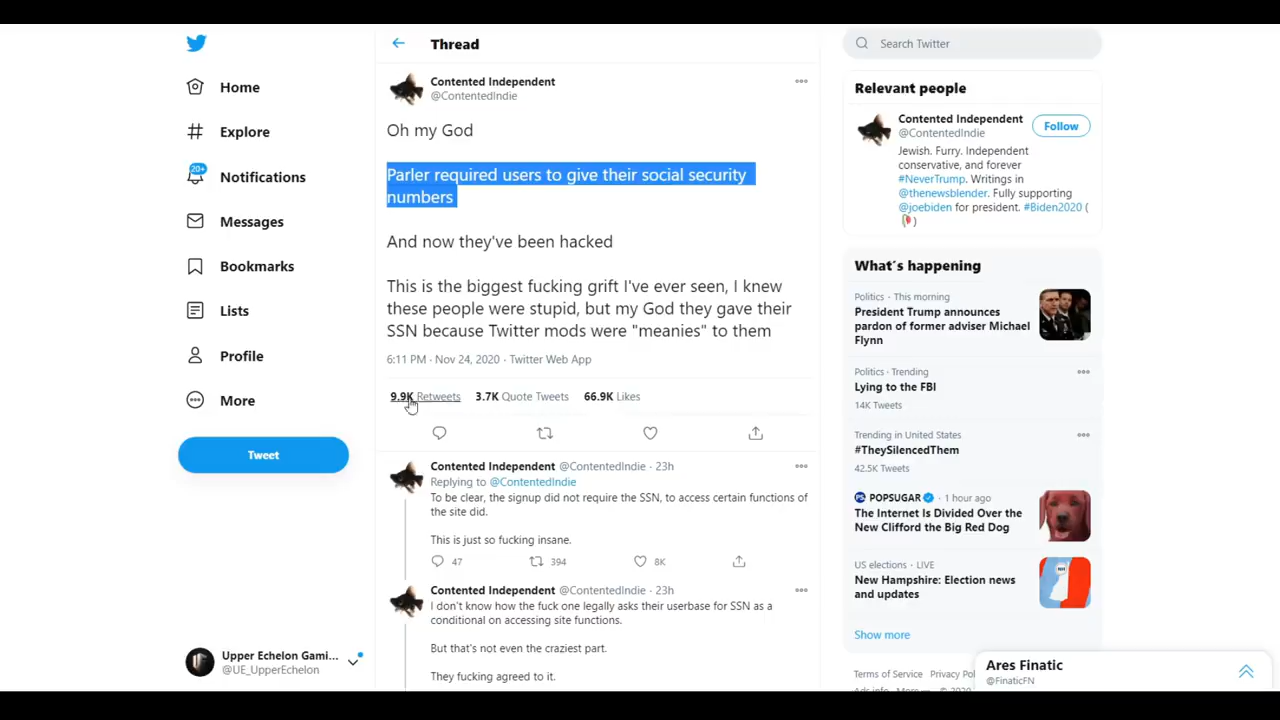 Home
Explore
20+
Notifications
Messages
Bookmarks
Lists
Profile
More
Tweet
Upper Echelon Gami...
@UE_UpperEchelon
Thread
Contented Independent
@ContentedIndie
Oh my God
Parler required users to give their social security
numbers
And now they've been hacked
This is the biggest fucking grift I've ever seen, I knew
these people were stupid, but my God they gave their
SSN because Twitter mods were "meanies" to them
6:11 PM · Nov 24, 2020 · Twitter Web App
9.9K Retweets 3.7K Quote Tweets 66.9K Likes
Contented Independent @ContentedIndie · 23h
Replying to @ContentedIndie
To be clear, the signup did not require the SSN, to access certain functions of
the site did.
This is just so fucking insane.
47 394 8K
Contented Independent @ContentedIndie · 23h
I don't know how the fuck one legally asks their userbase for SSN as a
conditional on accessing site functions.
But that's not even the craziest part.
They fucking agreed to it.
Search Twitter
Relevant people
Contented Independent
@ContentedIndie
Follow
Jewish. Furry. Independent
conservative, and forever
#NeverTrump. Writings in
@thenewsblender. Fully supporting
@joebiden for president. #Biden2020 (
)
What's happening
Politics · This morning
President Trump announces
pardon of former adviser Michael
Flynn
Politics · Trending
Lying to the FBI
14K Tweets
Trending in United States
#TheySilencedThem
42.5K Tweets
POPSUGAR · 1 hour ago
The Internet Is Divided Over the
New Clifford the Big Red Dog
US elections · LIVE
New Hampshire: Election news
and updates
Show more
Terms of Service Privacy Pol
Ads info More © 2020
Ares Finatic
@FinaticFN